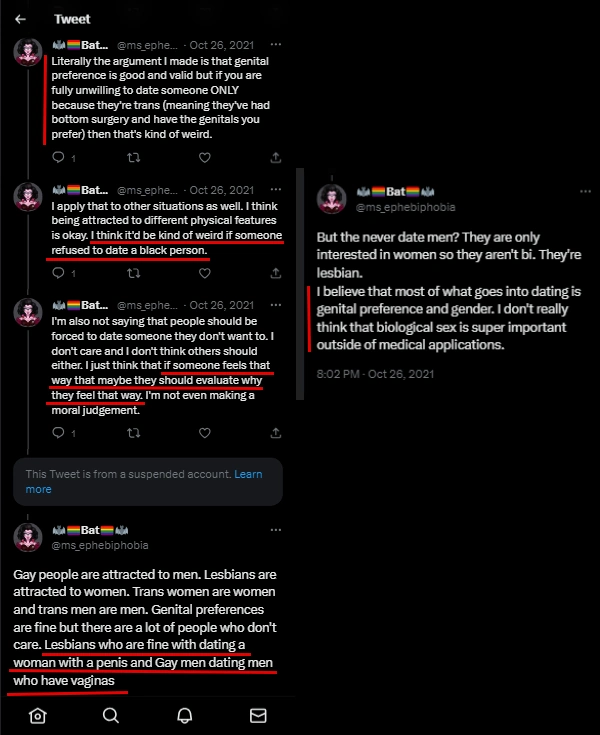 Tweet
Bat... @ms_ephe... · Oct 26, 2021
Literally the argument I made is that genital
preference is good and valid but if you are
fully unwilling to date someone ONLY
because they're trans (meaning they've had
bottom surgery and have the genitals you
prefer) then that's kind of weird.
1
Bat... @ms_ephe... · Oct 26, 2021
I apply that to other situations as well. I think
being attracted to different physical features
is okay. I think it'd be kind of weird if someone
refused to date a black person.
1
Bat... @ms_ephe... · Oct 26, 2021
I'm also not saying that people should be
forced to date someone they don't want to. I
don't care and I don't think others should
either. I just think that if someone feels that
way that maybe they should evaluate why
they feel that way. I'm not even making a
moral judgement.
1
This Tweet is from a suspended account. Learn
more
Bat
@ms_ephebiphobia
Gay people are attracted to men. Lesbians are
attracted to women. Trans women are women
and trans men are men. Genital preferences
are fine but there are a lot of people who don't
care. Lesbians who are fine with dating a
woman with a penis and Gay men dating men
who have vaginas
Bat
@ms_ephebiphobia
But the never date men? They are only
interested in women so they aren't bi. They're
lesbian.
I believe that most of what goes into dating is
genital preference and gender. I don't really
think that biological sex is super important
outside of medical applications.
8:02 PM · Oct 26, 2021